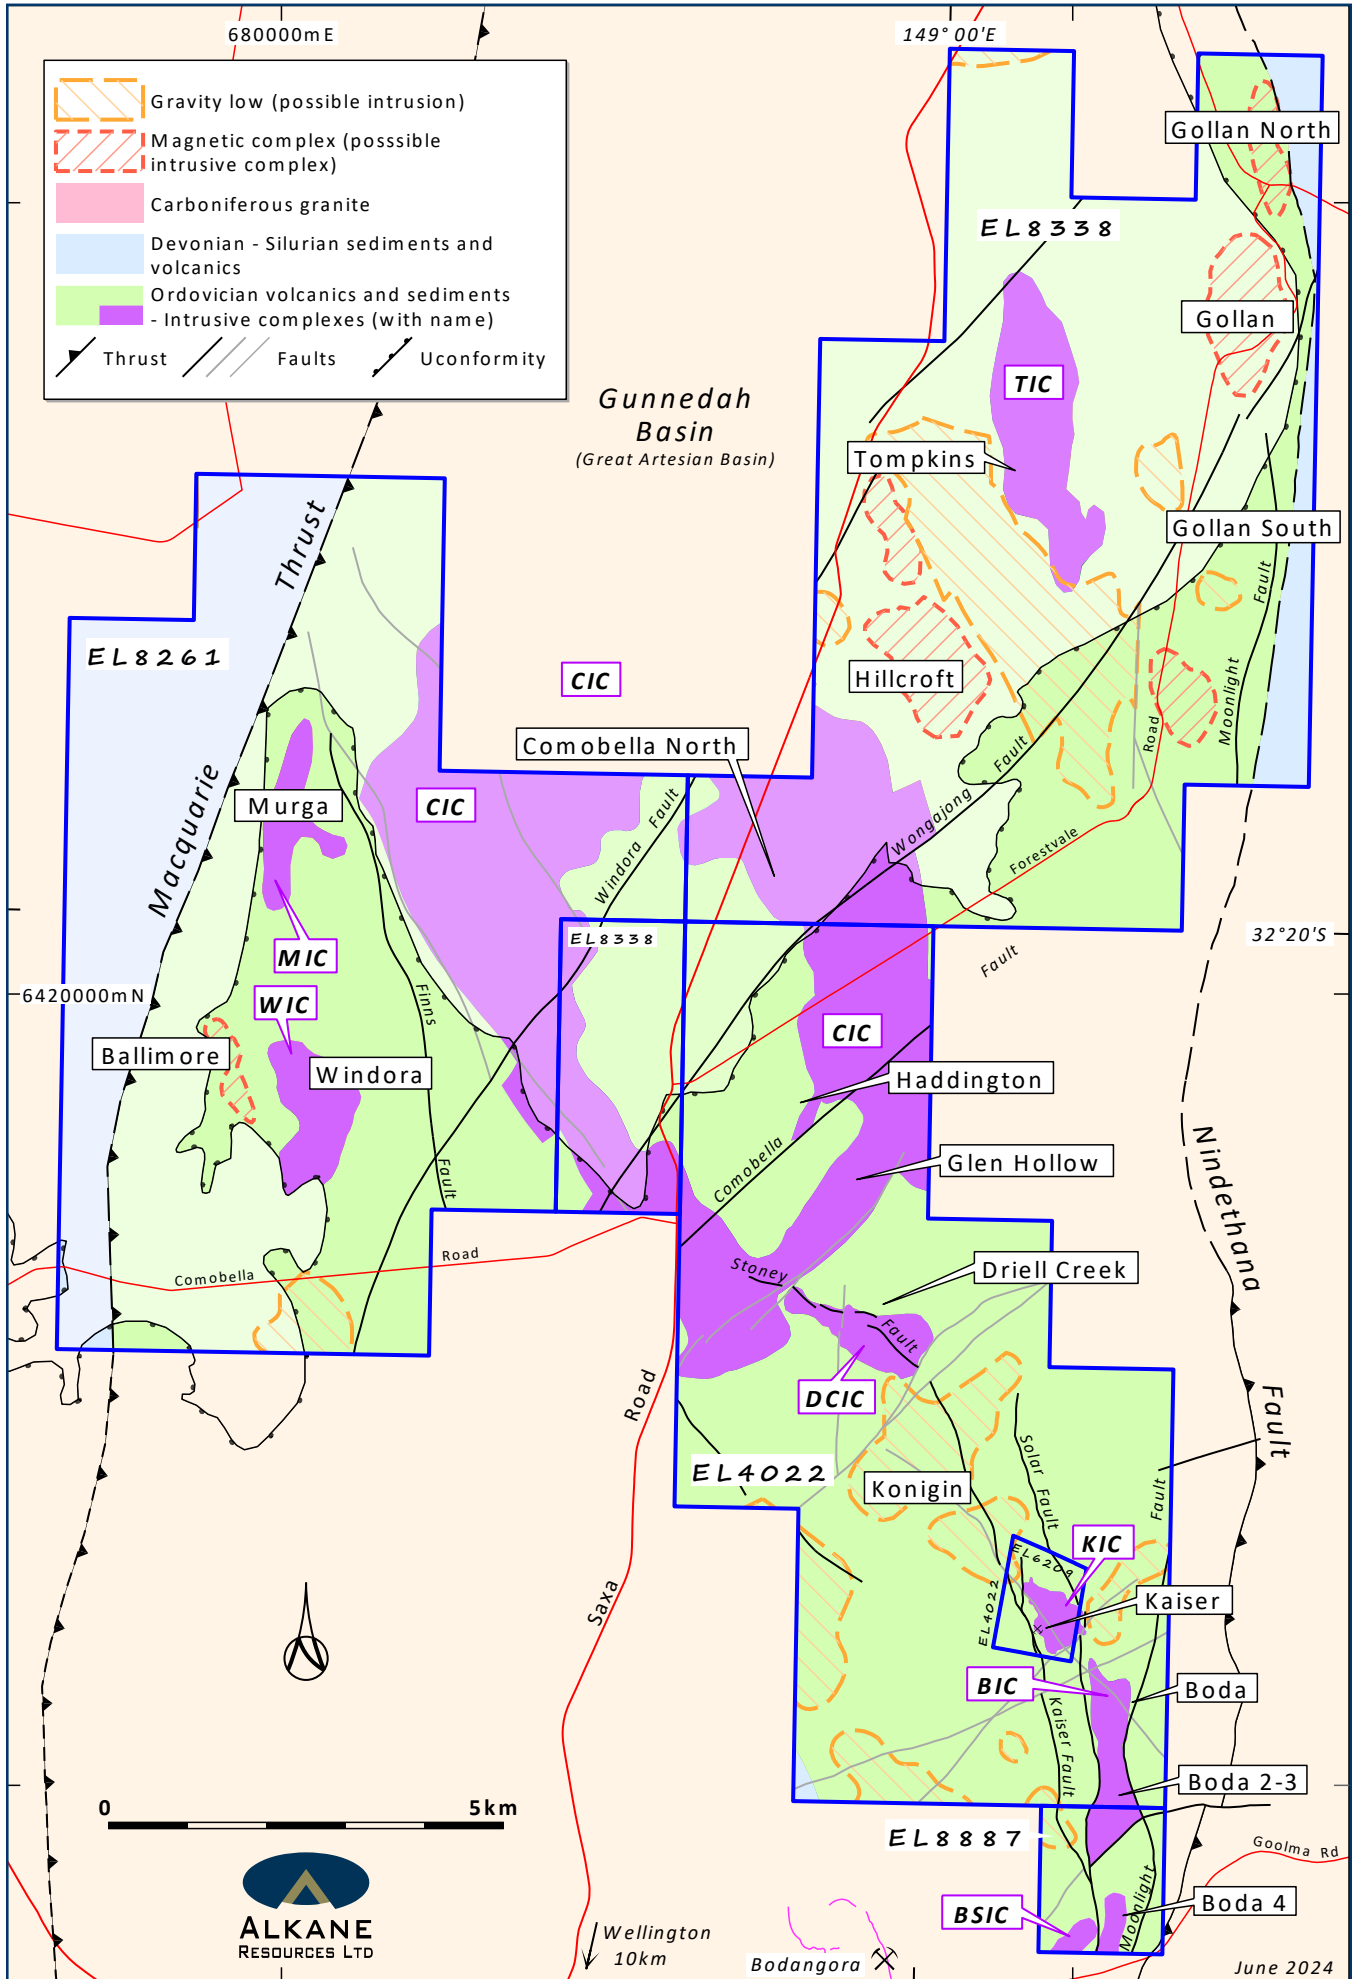 680000mE
149° 00'E
Gravity low (possible intrusion)
Magnetic complex (posssible
intrusive complex)
Carboniferous granite
Devonian - Silurian sediments and
volcanics
Ordovician volcanics and sediments
- Intrusive complexes (with name)
Thrust
Faults
Uconformity
Gollan North
EL8338
Gollan
TIC
Gunnedah
Basin
(Great Artesian Basin)
Tompkins
Gollan South
Thrust
Fault
EL8261
CIC
Hillcroft
Moonlight
Road
Comobella North
Fault
Murga
CIC
Macquarie
Windora
Fault
Wongajong
Forestvale
EL8338
32°20'S
MIC
Fault
6420000mN
WIC
Finns
CIC
Ballimore
Windora
Haddington
Comobella
Glen Hollow
Fault
Nindethana
Comobella
Road
Stoney
Driell Creek
Fault
DCIC
Road
Fault
EL4022
Konigin
Solar Fault
Fault
KIC
EL6209
EL4022
Saxa
Kaiser
BIC
Boda
Kaiser Fault
Boda 2-3
0
5km
EL8887
Goolma Rd
ALKANE
RESOURCES LTD
BSIC
Boda 4
Moonlight
Wellington
10km
Bodangora
June 2024